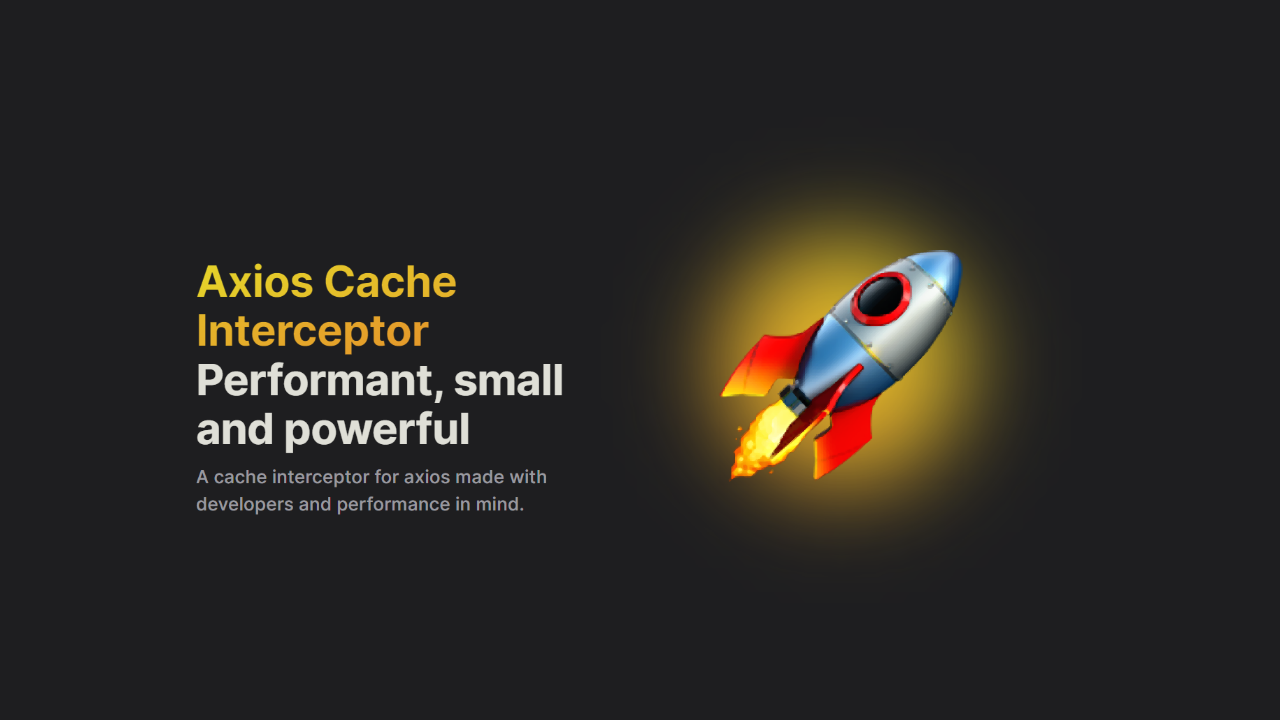 Axios Cache
Interceptor
Performant, small
and powerful
A cache interceptor for axios made with
developers and performance in mind.